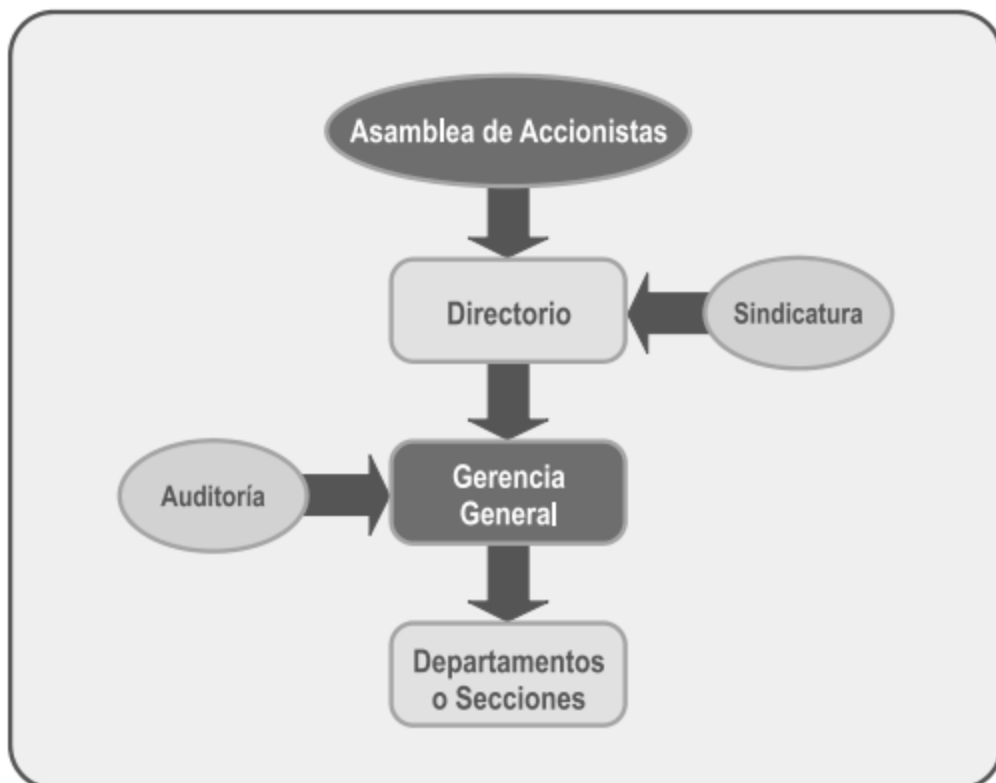 Asamblea de Accionistas
Directorio
Sindicatura
Auditoría
Gerencia
General
Departamentos
o Secciones